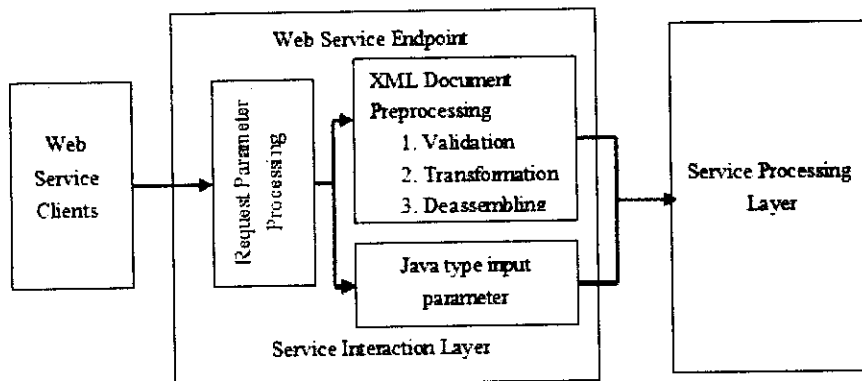 Web Service Endpoint
Web
Service
Clients
Request Parameter
Processing
XML Document
Preprocessing
1. Validation
2. Transformation
3. Deassembling
Java type input
parameter
Service Interaction Layer
Service Processing
Layer